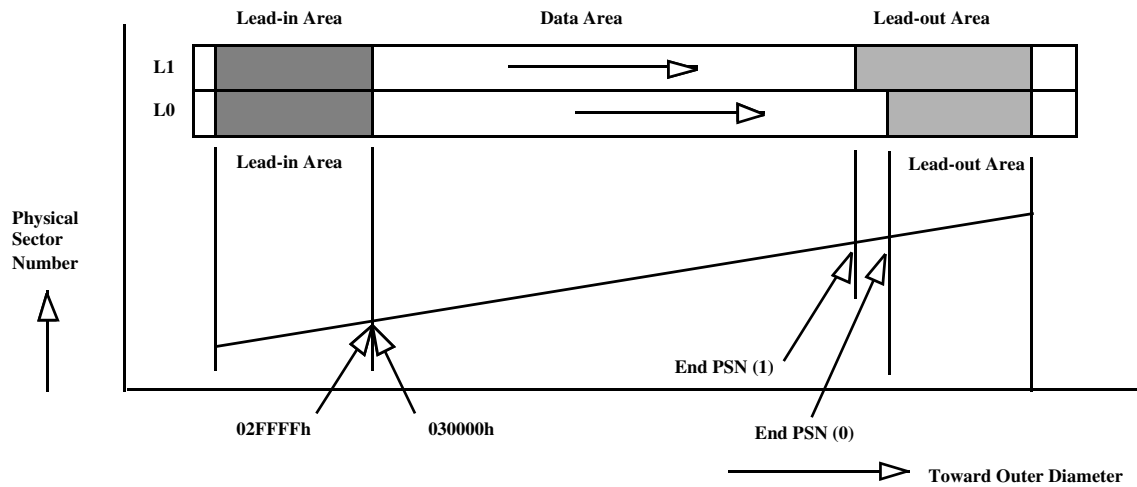 Lead-in Area
Data Area
Lead-out Area
L1
L0
Lead-in Area
Lead-out Area
Physical
Sector
Number
End PSN (1)
02FFFFh
030000h
End PSN (0)
Toward Outer Diameter